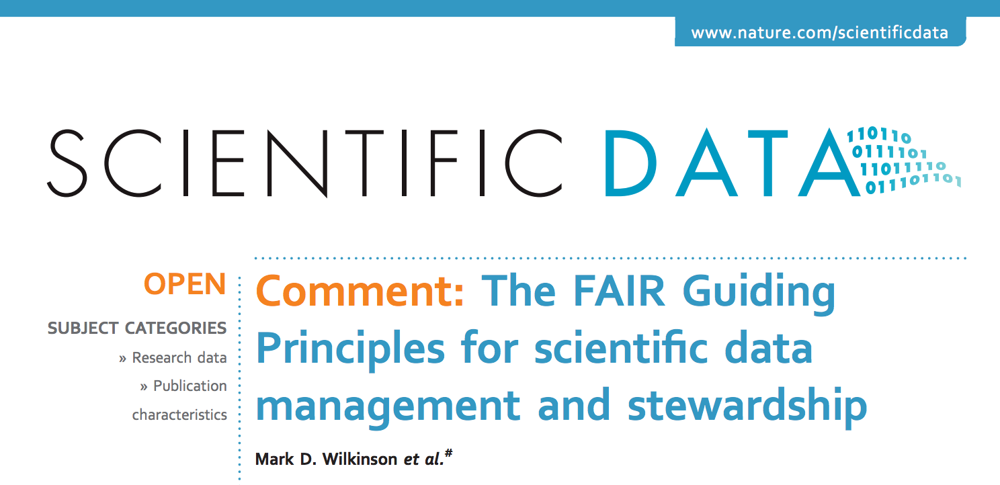 www.nature.com/scientificdata
SCIENTIFIC DATA
110110
0111101
11011110
011101101
OPEN
SUBJECT CATEGORIES
» Research data
» Publication
characteristics
Comment: The FAIR Guiding
Principles for scientific data
management and stewardship
Mark D. Wilkinson et al.#